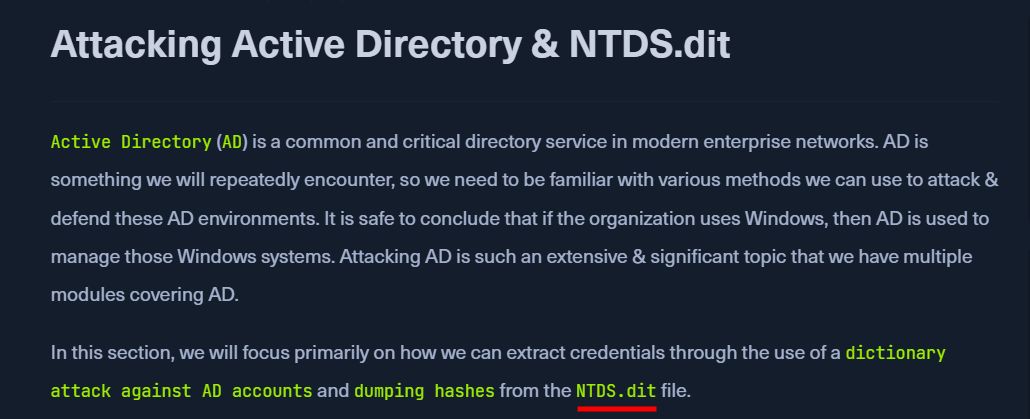 Attacking Active Directory & NTDS.dit
Active Directory (AD) is a common and critical directory service in modern enterprise networks. AD is
something we will repeatedly encounter, so we need to be familiar with various methods we can use to attack &
defend these AD environments. It is safe to conclude that if the organization uses Windows, then AD is used to
manage those Windows systems. Attacking AD is such an extensive & significant topic that we have multiple
modules covering AD.
In this section, we will focus primarily on how we can extract credentials through the use of a dictionary
attack against AD accounts and dumping hashes from the NTDS.dit file.